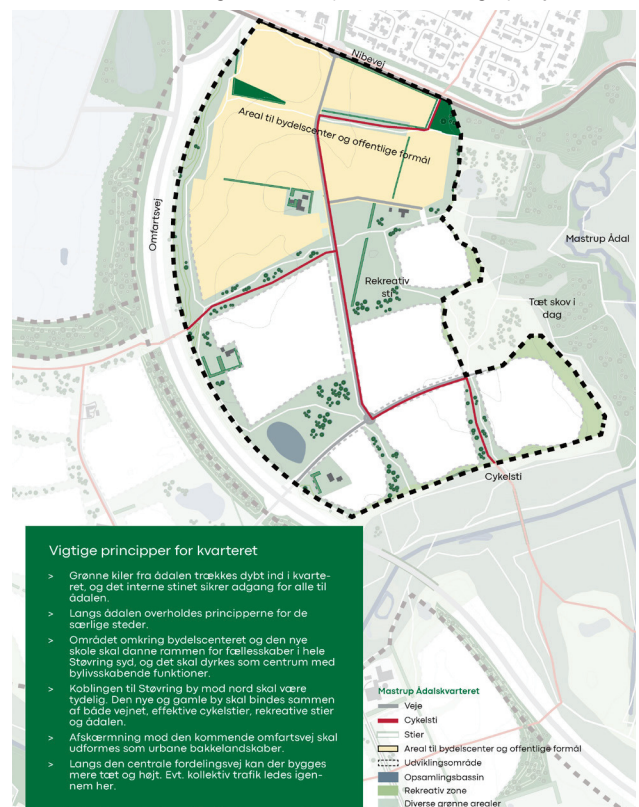 Nibevej
Areal til bydelscenter og offentlige formål
Omfartsvej
Mastrup Ådal
Rekreativ
sti
Tæt skov i
dag
Cykelsti
Vigtige principper for kvarteret
> Grønne kiler fra ådalen trækkes dybt ind i kvarte-
ret, og det interne stinet sikrer adgang for alle til
ådalen.
> Langs ådalen overholdes principperne for de
særlige steder.
> Området omkring bydelscenteret og den nye
skole skal danne rammen for fællesskaber i hele
Støvring syd, og det skal dyrkes som centrum med
bylivsskabende funktioner.
> Koblingen til Støvring by mod nord skal være
tydelig. Den nye og gamle by skal bindes sammen
af både vejnet, effektive cykelstier, rekreative stier
og ådalen.
> Afskærmning mod den kommende omfartsvej skal
udformes som urbane bakkelandskaber.
> Langs den centrale fordelingsvej kan der bygges
mere tæt og højt. Evt. kollektiv trafik ledes igen-
nem her.
Mastrup Ådalskvarteret
Veje
Cykelsti
Stier
Areal til bydelscenter og offentlige formål
Udviklingsområde
Opsamlingsbassin
Rekreativ zone
Diverse grønne arealer